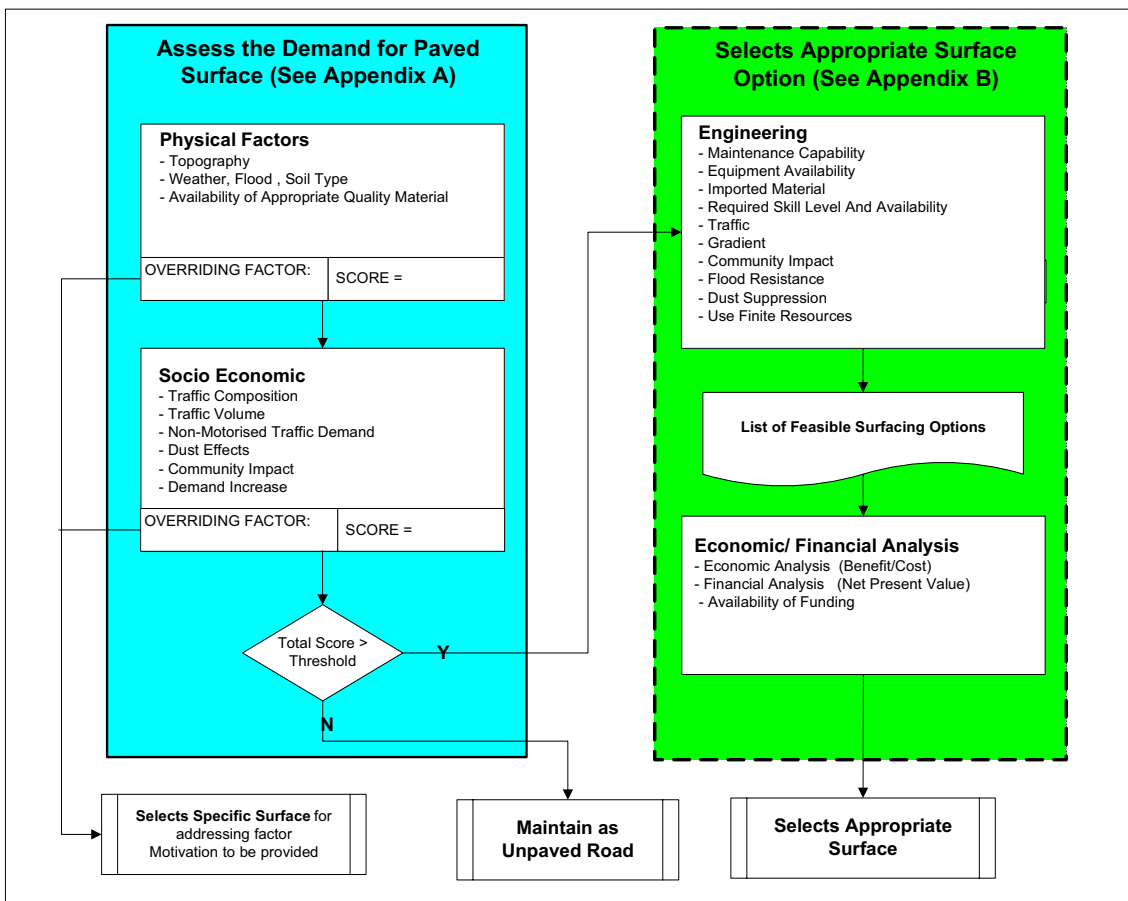 Assess the Demand for Paved
Surface (See Appendix A)
Physical Factors
- Topography
- Weather, Flood , Soil Type
- Availability of Appropriate Quality Material
OVERRIDING FACTOR:
SCORE =
Socio Economic
- Traffic Composition
- Traffic Volume
- Non-Motorised Traffic Demand
- Dust Effects
- Community Impact
- Demand Increase
OVERRIDING FACTOR:
SCORE =
Total Score >
Threshold
Y
N
Selects Specific Surface for
addressing factor
Motivation to be provided
Maintain as
Unpaved Road
Selects Appropriate Surface
Option (See Appendix B)
Engineering
- Maintenance Capability
- Equipment Availability
- Imported Material
- Required Skill Level And Availability
- Traffic
- Gradient
- Community Impact
- Flood Resistance
- Dust Suppression
- Use Finite Resources
List of Feasible Surfacing Options
Economic/ Financial Analysis
- Economic Analysis (Benefit/Cost)
- Financial Analysis (Net Present Value)
- Availability of Funding
Selects Appropriate
Surface